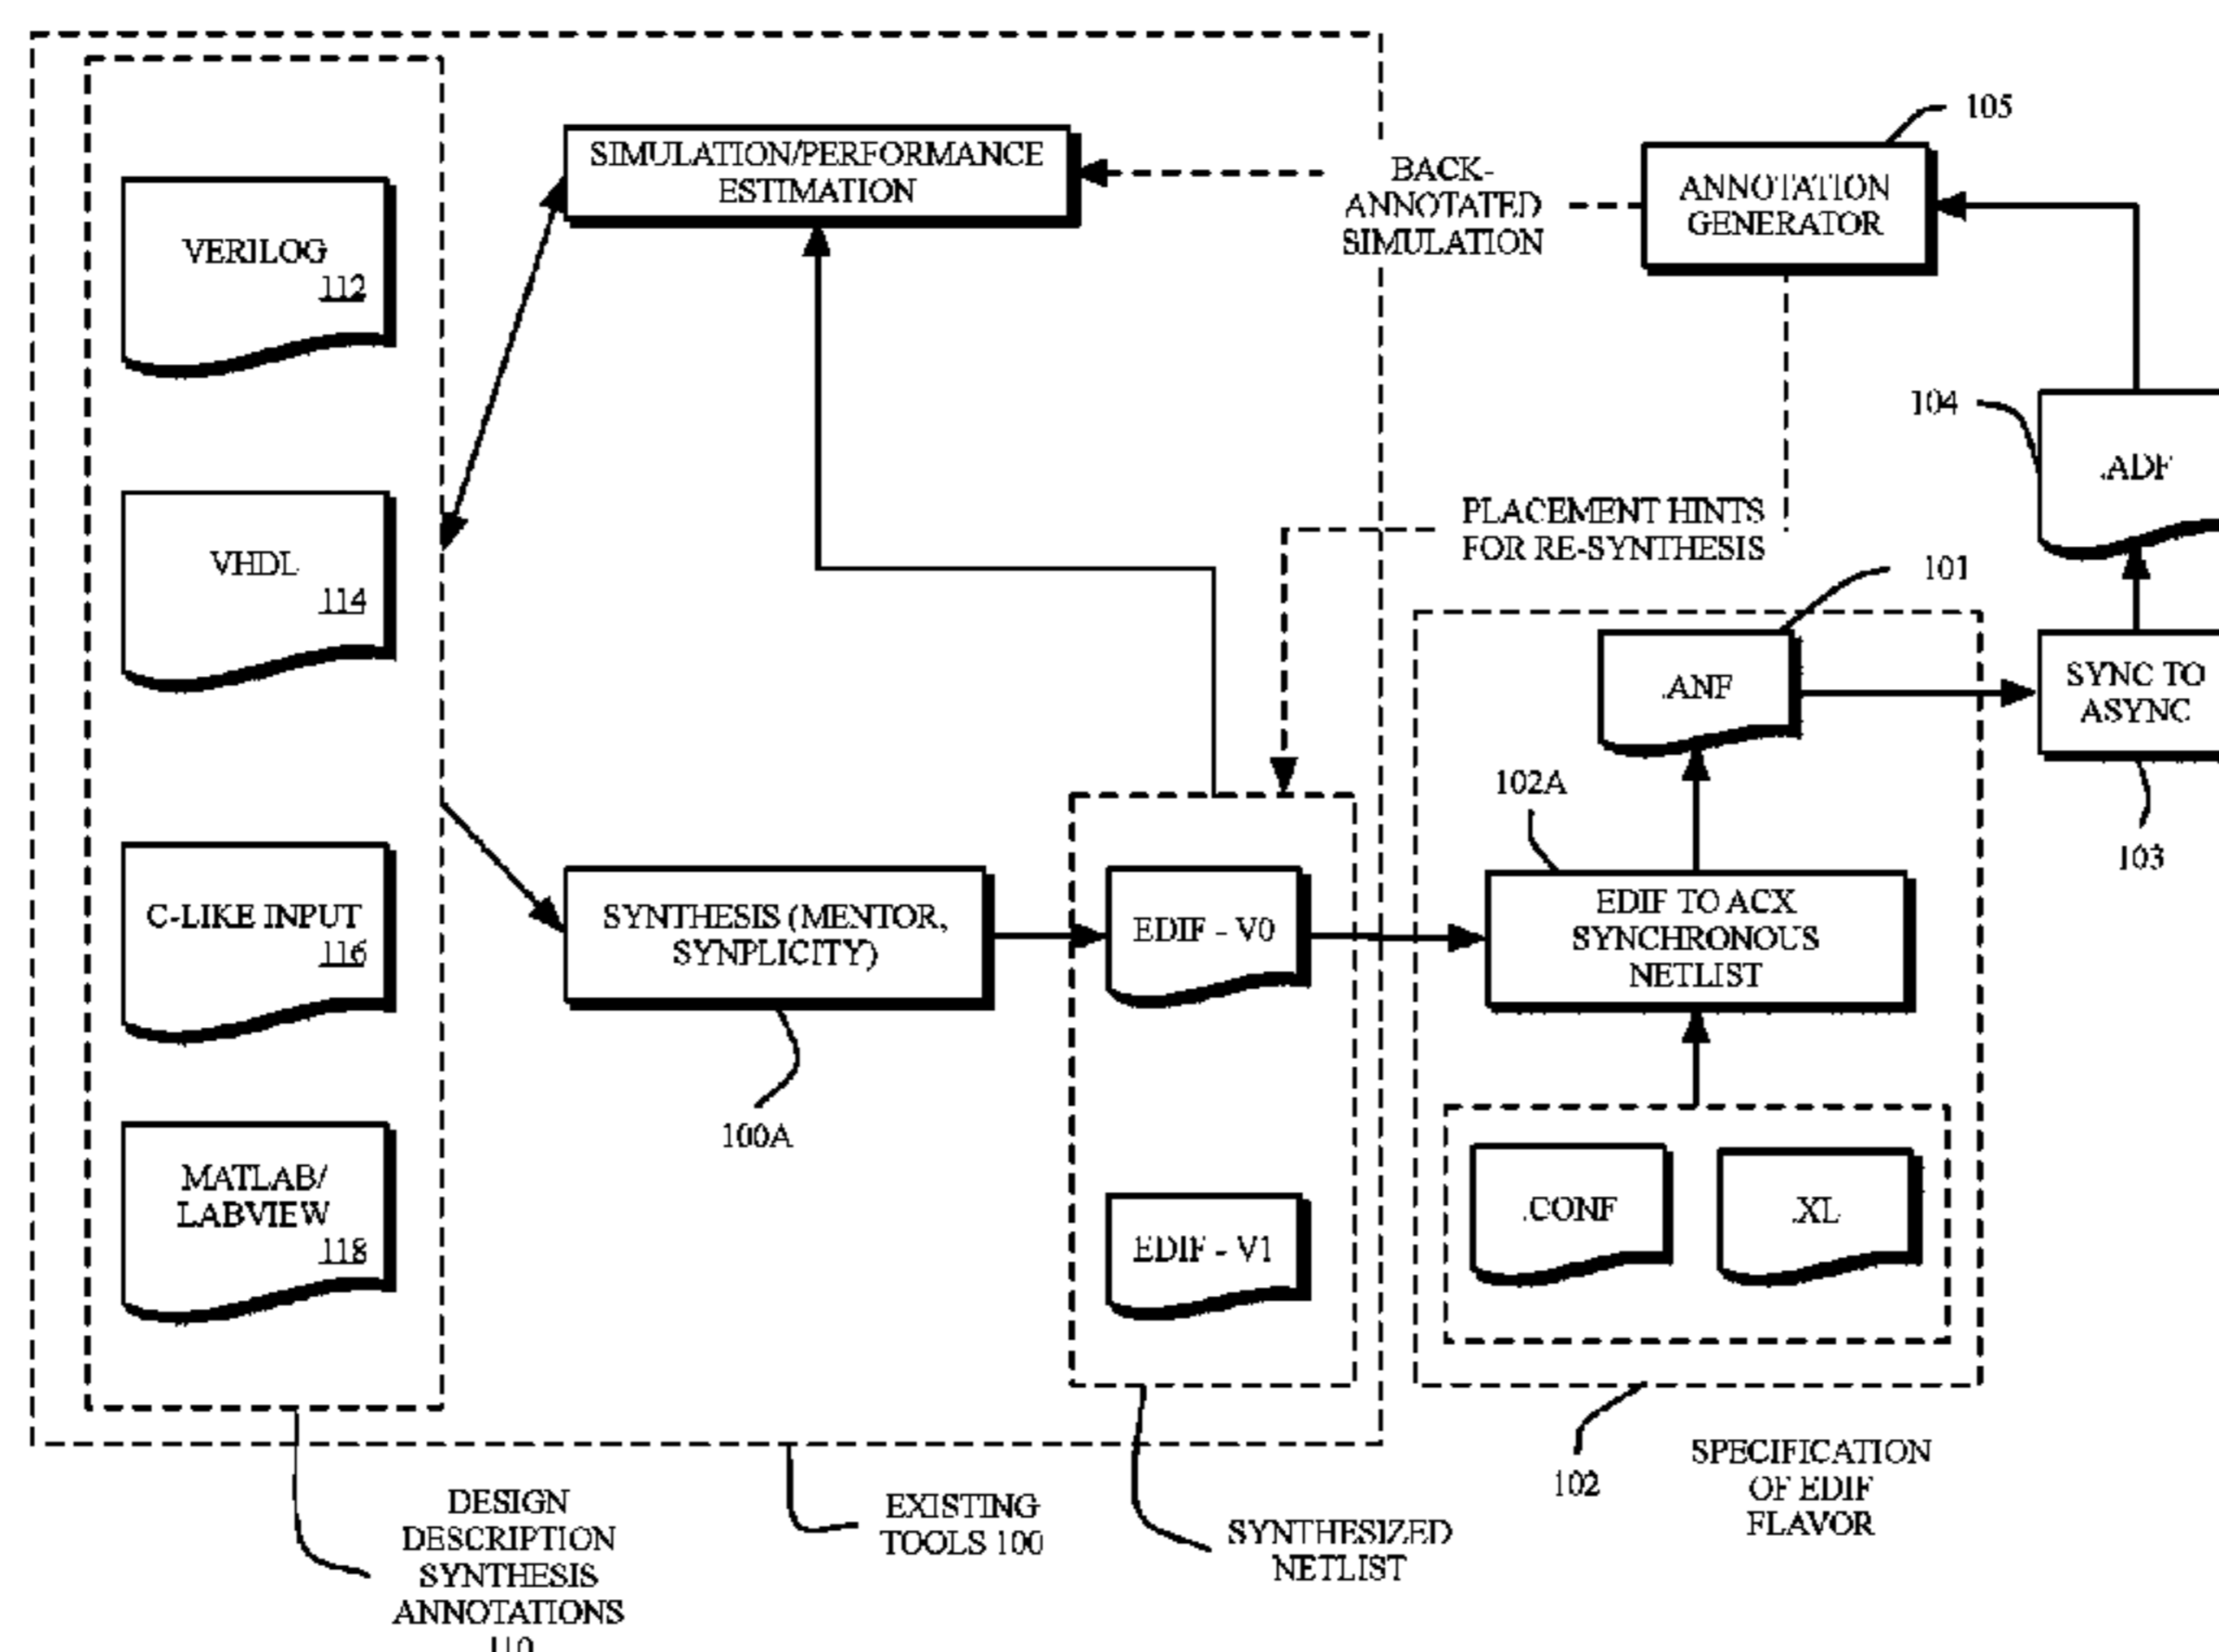 105
SIMULATION/PERFORMANCE
ESTIMATION
BACK-
ANNOTATED
SIMULATION
ANNOTATION
GENERATOR
VERILOG
112
104
.ADF
PLACEMENT HINTS
FOR RE-SYNTHESIS
VHDL
114
101
.ANF
SYNC TO
ASYNC
102A
103
C-LIKE INPUT
116
SYNTHESIS (MENTOR,
SYNPLICITY)
EDIF - V0
EDIF TO ACX
SYNCHRONOUS
NETLIST
100A
MATLAB/
LABVIEW
118
EDIF - V1
.CONF
.XL
102
SPECIFICATION
OF EDIF
FLAVOR
DESIGN
DESCRIPTION
SYNTHESIS
ANNOTATIONS
110
EXISTING
TOOLS 100
SYNTHESIZED
NETLIST